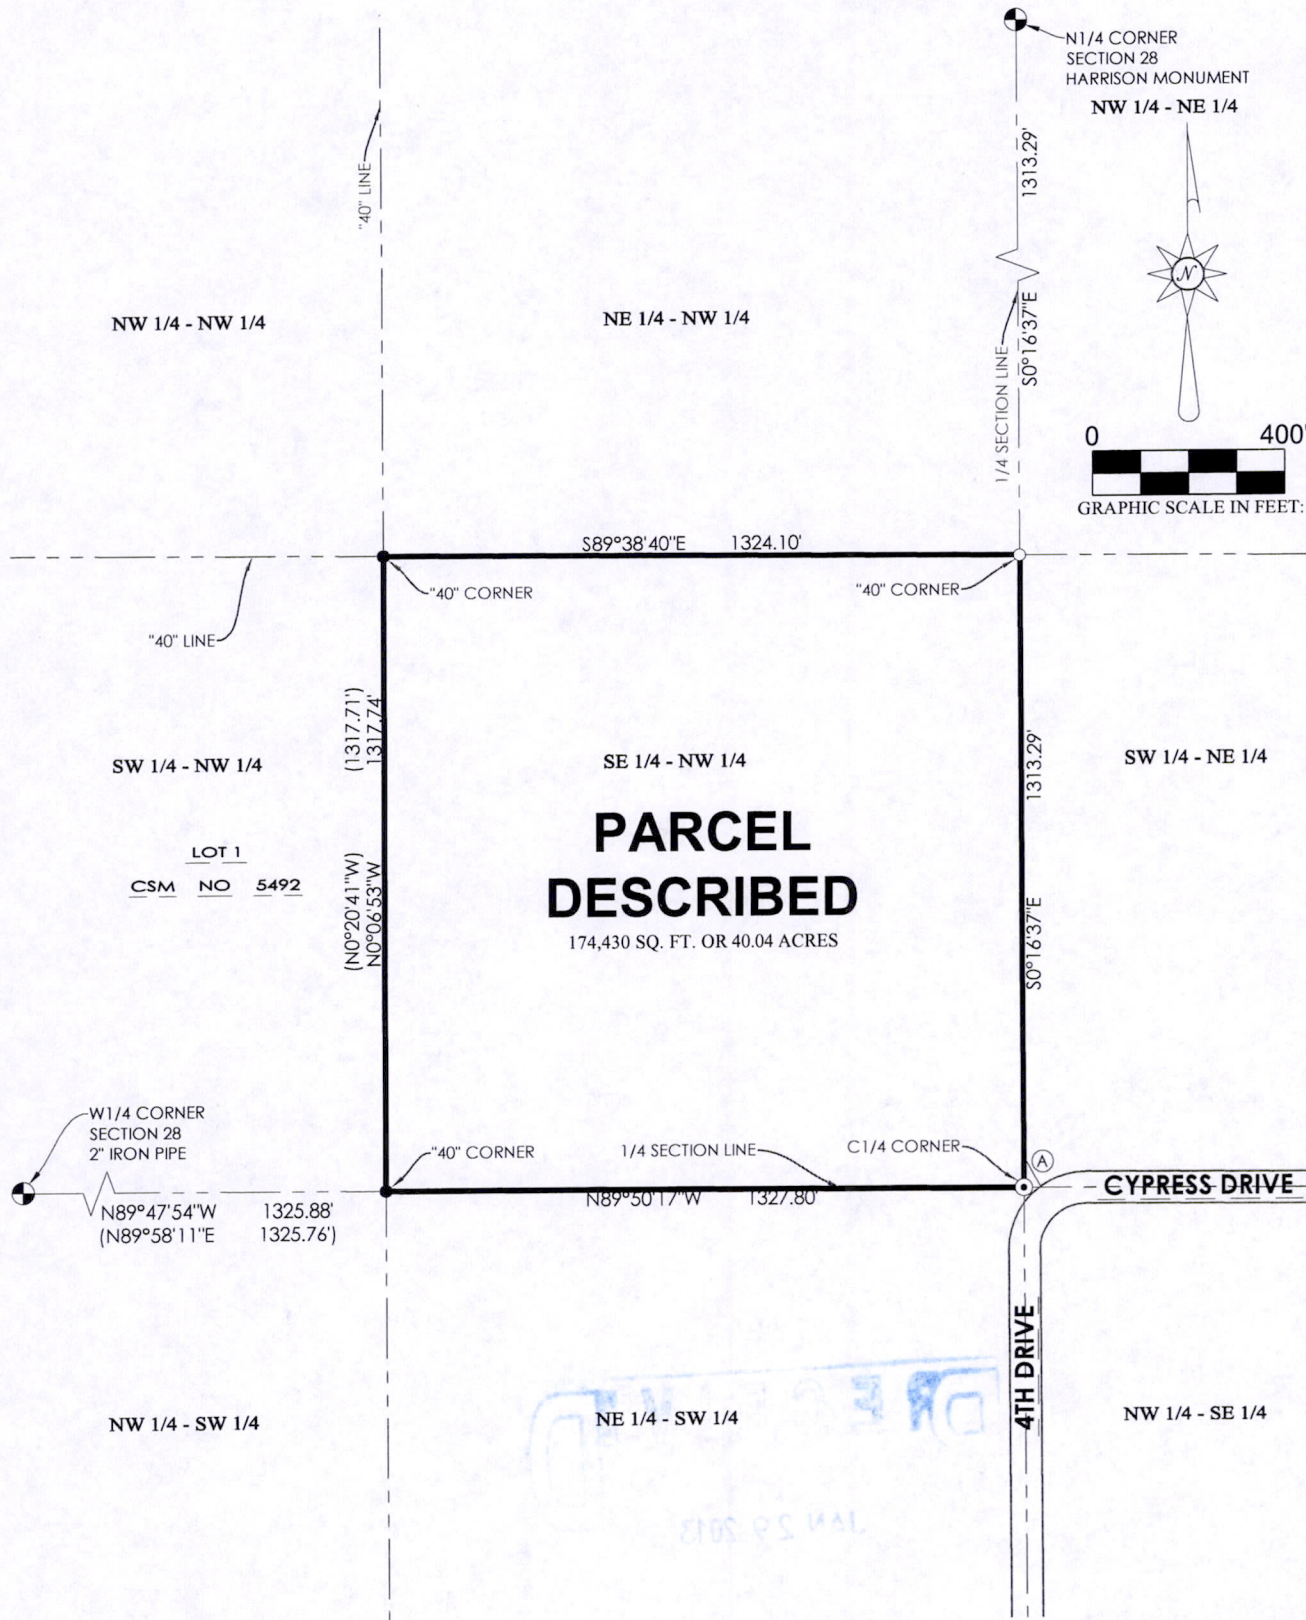 N1/4 CORNER
SECTION 28
HARRISON MONUMENT
NW 1/4 - NE 1/4
"40" LINE
1313.29'
S0°16'37"E
1/4 SECTION LINE
N
NW 1/4 - NW 1/4
NE 1/4 - NW 1/4
0 400'
GRAPHIC SCALE IN FEET:
S89°38'40"E 1324.10'
"40" CORNER
"40" CORNER
"40" LINE
(1317.71')
1317.74'
(N0°20'41"W)
N0°06'53"W
SW 1/4 - NW 1/4
SE 1/4 - NW 1/4
1313.29'
S0°16'37"E
SW 1/4 - NE 1/4
LOT 1
CSM NO 5492
PARCEL
DESCRIBED
174,430 SQ. FT. OR 40.04 ACRES
W1/4 CORNER
SECTION 28
2" IRON PIPE
"40" CORNER
1/4 SECTION LINE
C1/4 CORNER
A
N89°47'54"W 1325.88'
(N89°58'11"E 1325.76')
N89°50'17"W 1327.80'
CYPRESS DRIVE
4TH DRIVE
NW 1/4 - SW 1/4
NE 1/4 - SW 1/4
NW 1/4 - SE 1/4
JAN 29 2013